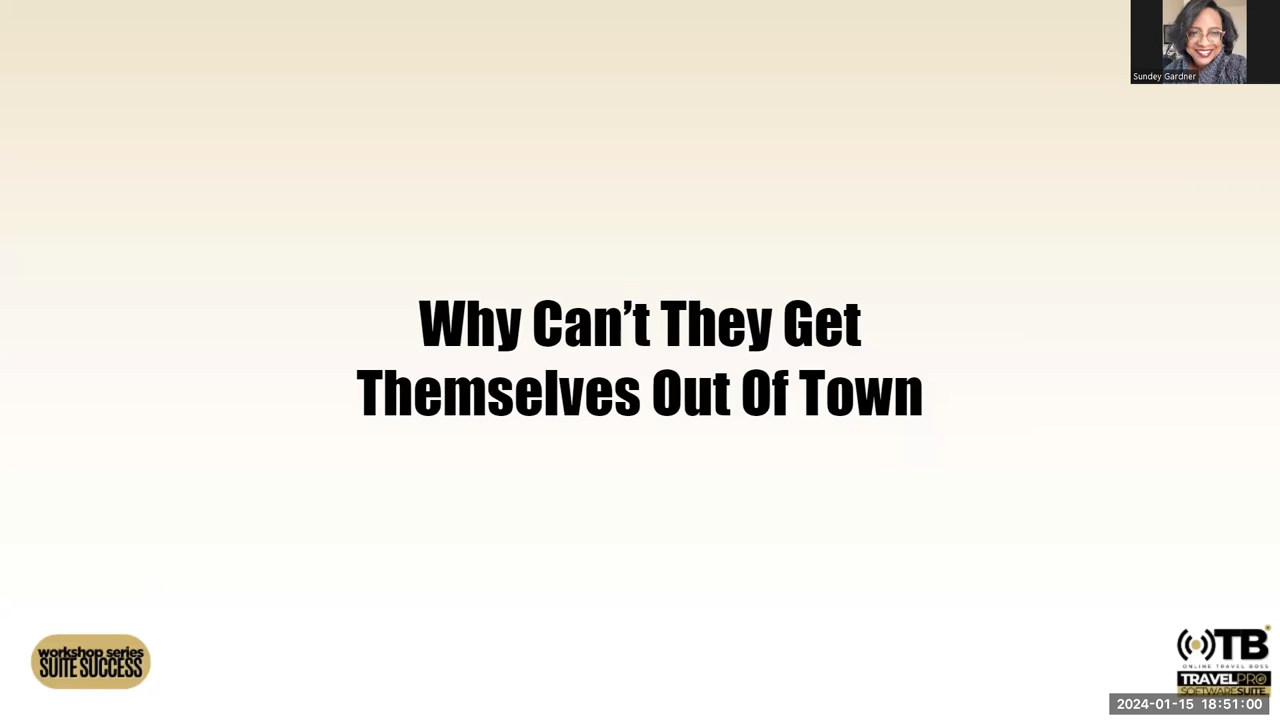 Sundey Gardner
Why Can’t They Get
Themselves Out Of Town
workshop series
SUITE SUCCESS
OTB
ONLINE TRAVEL BOSS
TRAVELPRO
SOFTWARESUITE
2024-01-15 18:51:00